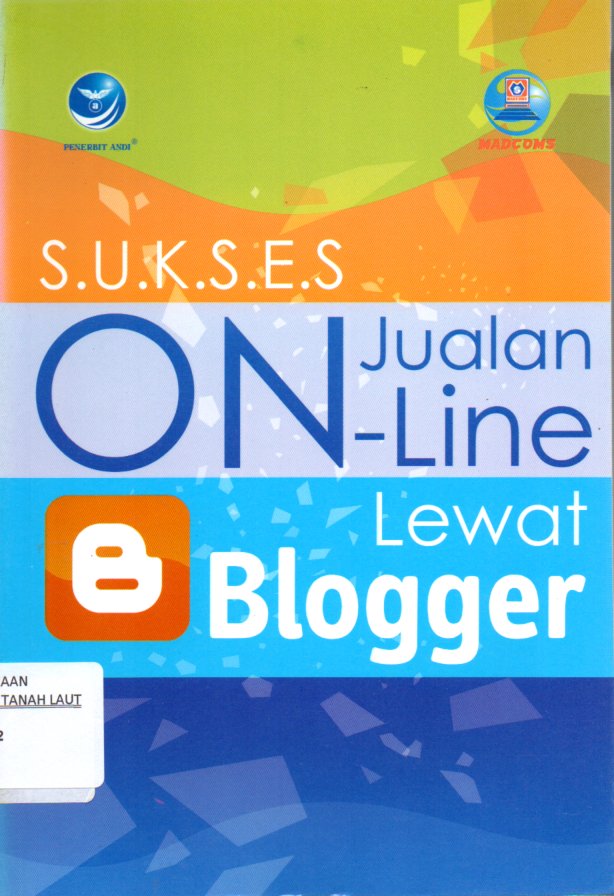 PENERBIT ANDI®
MADCOMS
S.U.K.S.E.S
Jualan
ON-Line
Lewat
Blogger
AAN
TANAH LAUT
2